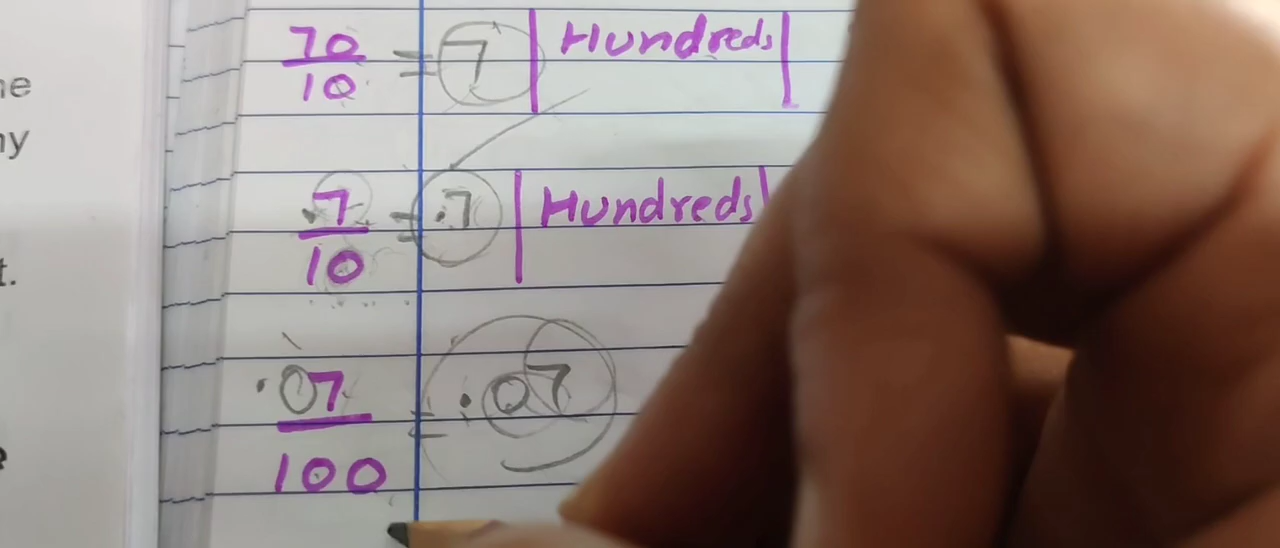 70
10 = 7 | Hundreds |
.7
10 = .7 | Hundreds |
.07
100 = .07